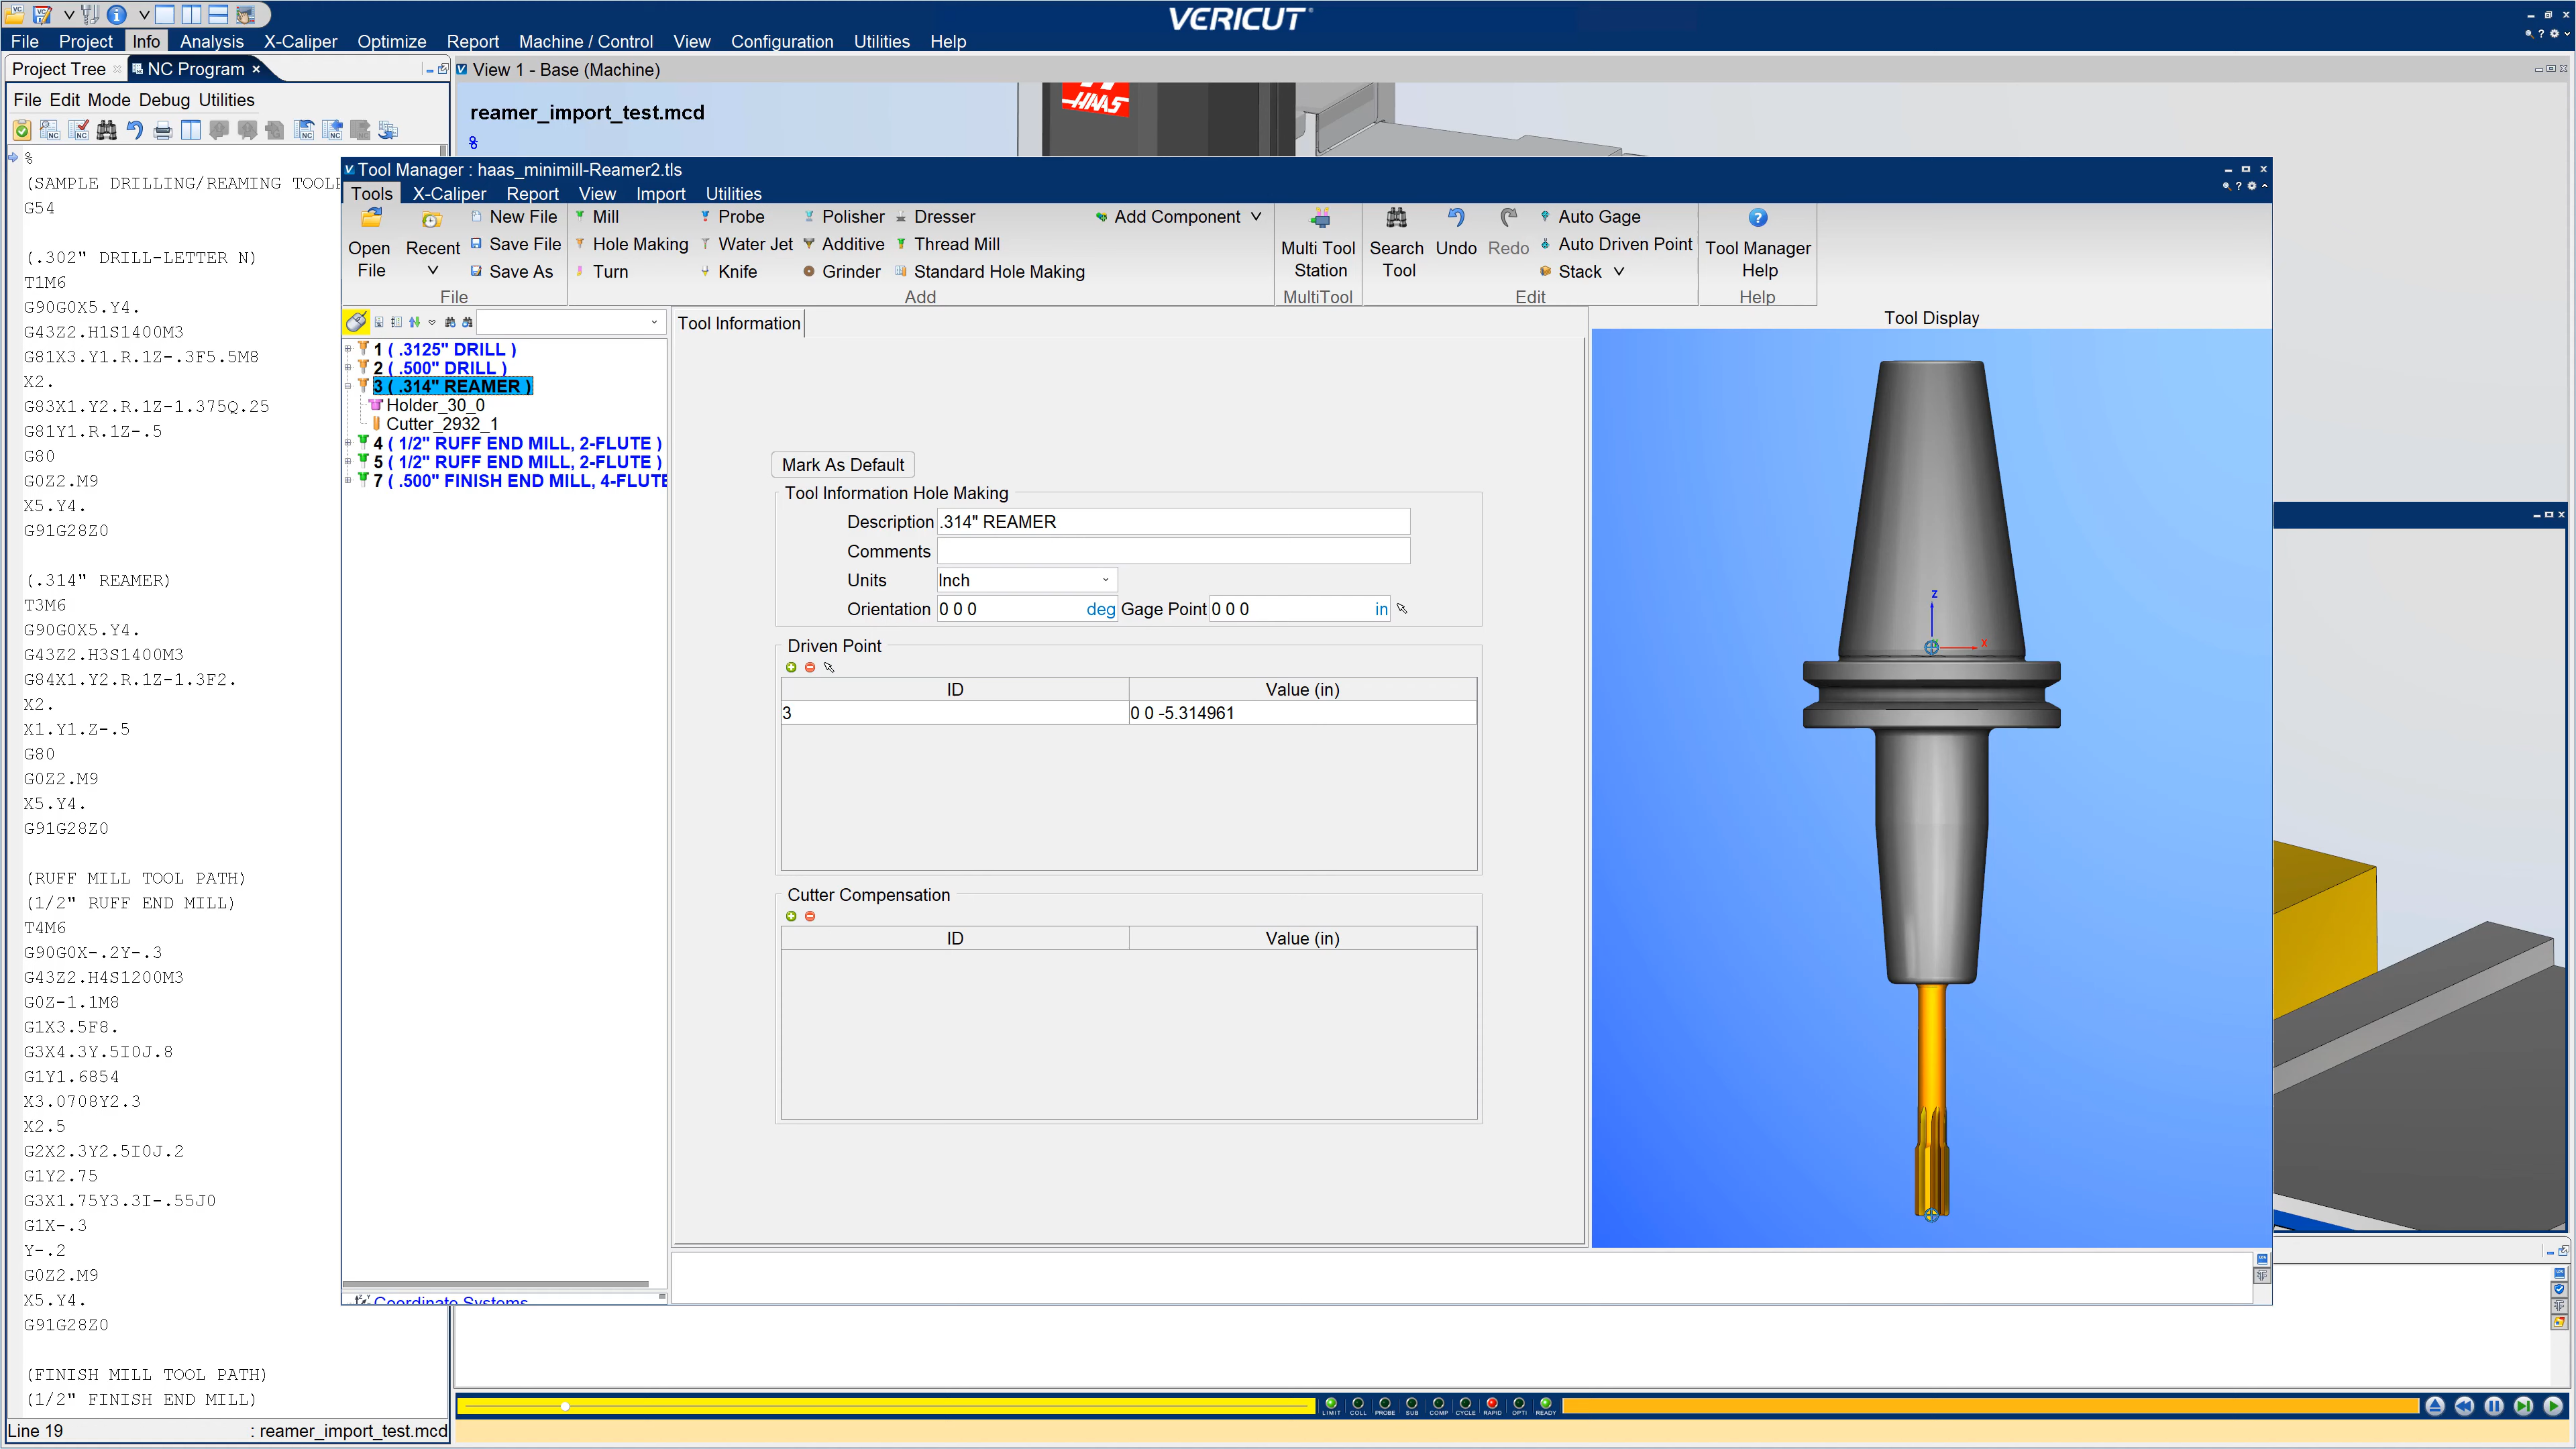 VERICUT
File Project Info Analysis X-Caliper Optimize Report Machine / Control View Configuration Utilities Help
Project Tree NC Program
View 1 - Base (Machine)
File Edit Mode Debug Utilities
reamer_import_test.mcd
%
HAAS
%
(SAMPLE DRILLING/REAMING
G54
(.302" DRILL-LETTER N)
T1M6
G90G0X5.Y4.
G43Z2.H1S1400M3
G81X3.Y1.R.1Z-.3F5.5M8
X2.
G83X1.Y2.R.1Z-1.375Q.25
G81Y1.R.1Z-.5
G80
G0Z2.M9
X5.Y4.
G91G28Z0
(.314" REAMER)
T3M6
G90G0X5.Y4.
G43Z2.H3S1400M3
G84X1.Y2.R.1Z-1.3F2.
X2.
X1.Y1.Z-.5
G80
G0Z2.M9
X5.Y4.
G91G28Z0
(RUFF MILL TOOL PATH)
(1/2" RUFF END MILL)
T4M6
G90G0X-.2Y-.3
G43Z2.H4S1200M3
G0Z-1.1M8
G1X3.5F8.
G3X4.3Y.5I0J.8
G1Y1.6854
X3.0708Y2.3
X2.5
G2X2.3Y2.5I0J.2
G1Y2.75
G3X1.75Y3.3I-.55J0
G1X-.3
Y-.2
G0Z2.M9
X5.Y4.
G91G28Z0
(FINISH MILL TOOL PATH)
(1/2" FINISH END MILL)
Line 19 : reamer_import_test.mcd
Tool Manager : haas_minimill-Reamer2.tls
Tools X-Caliper Report View Import Utilities
Open File
Recent
New File
Save File
Save As
File
Mill
Hole Making
Turn
Probe
Water Jet
Knife
Polisher
Additive
Grinder
Dresser
Thread Mill
Standard Hole Making
Add Component
Add
Multi Tool Station
MultiTool
Search Tool
Undo
Redo
Auto Gage
Auto Driven Point
Stack
Edit
Tool Manager Help
Help
1 ( .3125" DRILL )
2 ( .500" DRILL )
3 ( .314" REAMER )
Holder_30_0
Cutter_2932_1
4 ( 1/2" RUFF END MILL, 2-FLUTE )
5 ( 1/2" RUFF END MILL, 2-FLUTE )
7 ( .500" FINISH END MILL, 4-FLUTE
Coordinate Systems
Tool Information
Mark As Default
Tool Information Hole Making
Description .314" REAMER
Comments
Units Inch
Orientation 0 0 0 deg Gage Point 0 0 0 in
Driven Point
ID Value (in)
3 0 0 -5.314961
Cutter Compensation
ID Value (in)
Tool Display
Z
X
LIMIT COLL PROBE SUB COMP CYCLE RAPID OPTI READY